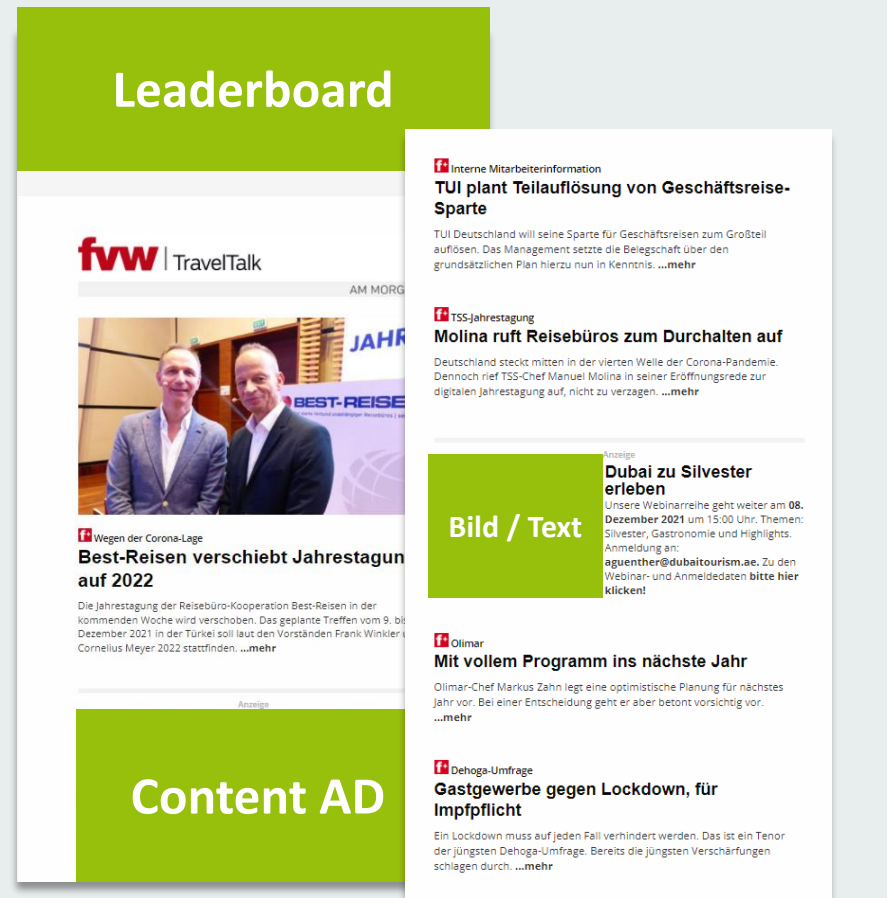 Leaderboard
fvw | TravelTalk
AM MORG
JAHR
BEST-REISE
f+ Wegen der Corona-Lage
Best-Reisen verschiebt Jahrestagun
auf 2022
Die Jahrestagung der Reisebüro-Kooperation Best-Reisen in der
kommenden Woche wird verschoben. Das geplante Treffen vom 9. bis
Dezember 2021 in der Türkei soll laut den Vorständen Frank Winkler u
Cornelius Meyer 2022 stattfinden. ...mehr
Anzeige
Content AD
f+ Interne Mitarbeiterinformation
TUI plant Teilauflösung von Geschäftsreise-
Sparte
TUI Deutschland will seine Sparte für Geschäftsreisen zum Großteil
auflösen. Das Management setzte die Belegschaft über den
grundsätzlichen Plan hierzu nun in Kenntnis. ...mehr
f+ TSS-Jahrestagung
Molina ruft Reisebüros zum Durchalten auf
Deutschland steckt mitten in der vierten Welle der Corona-Pandemie.
Dennoch rief TSS-Chef Manuel Molina in seiner Eröffnungsrede zur
digitalen Jahrestagung auf, nicht zu verzagen. ...mehr
Anzeige
Bild / Text
Dubai zu Silvester
erleben
Unsere Webinarreihe geht weiter am 08.
Dezember 2021 um 15:00 Uhr. Themen:
Silvester, Gastronomie und Highlights.
Anmeldung an:
aguenther@dubaitourism.ae. Zu den
Webinar- und Anmeldedaten bitte hier
klicken!
f+ Olimar
Mit vollem Programm ins nächste Jahr
Olimar-Chef Markus Zahn legt eine optimistische Planung für nächstes
Jahr vor. Bei einer Entscheidung geht er aber betont vorsichtig vor.
...mehr
f+ Dehoga-Umfrage
Gastgewerbe gegen Lockdown, für
Impfpflicht
Ein Lockdown muss auf jeden Fall verhindert werden. Das ist ein Tenor
der jüngsten Dehoga-Umfrage. Bereits die jüngsten Verschärfungen
schlagen durch. ...mehr